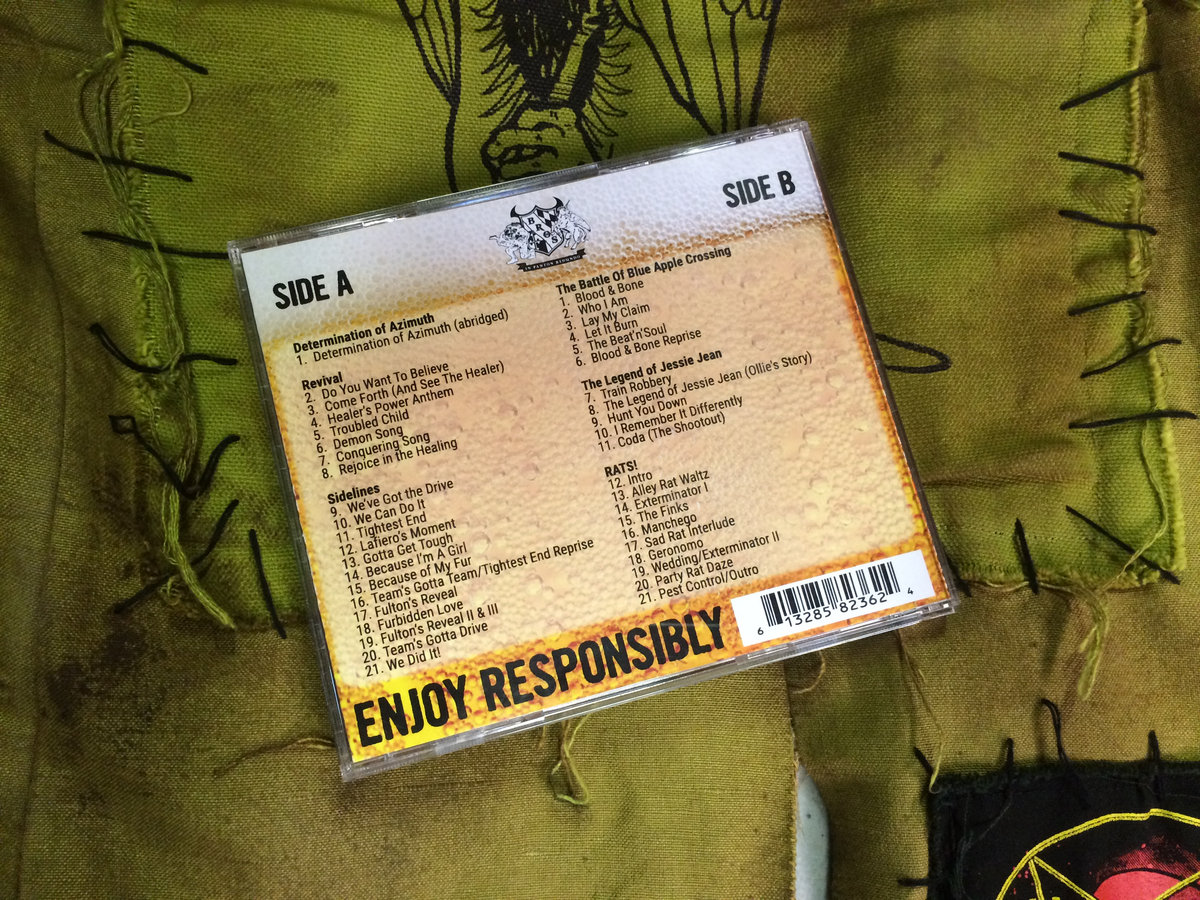 SIDE A
Determination of Azimuth
1. Determination of Azimuth (abridged)
Revival
2. Do You Want To Believe
3. Come Forth (And See The Healer)
4. Healer's Power Anthem
5. Troubled Child
6. Demon Song
7. Conquering Song
8. Rejoice in the Healing
Sidelines
9. We've Got the Drive
10. We Can Do It
11. Tightest End
12. Lafiero's Moment
13. Gotta Get Tough
14. Because I'm A Girl
15. Because of My Fur
16. Team's Gotta Team/Tightest End Reprise
17. Fulton's Reveal
18. Furbidden Love
19. Fulton's Reveal II & III
20. Team's Gotta Drive
21. We Did It!
BROS
SIDE B
The Battle Of Blue Apple Crossing
1. Blood & Bone
2. Who I Am
3. Lay My Claim
4. Let It Burn
5. The Beat'n'Soul
6. Blood & Bone Reprise
The Legend of Jessie Jean
7. Train Robbery
8. The Legend of Jessie Jean (Ollie's Story)
9. Hunt You Down
10. I Remember It Differently
11. Coda (The Shootout)
RATS!
12. Intro
13. Alley Rat Waltz
14. Exterminator I
15. The Finks
16. Manchego
17. Sad Rat Interlude
18. Geronomo
19. Wedding/Exterminator II
20. Party Rat Daze
21. Pest Control/Outro
ENJOY RESPONSIBLY
6 13285 82362 4